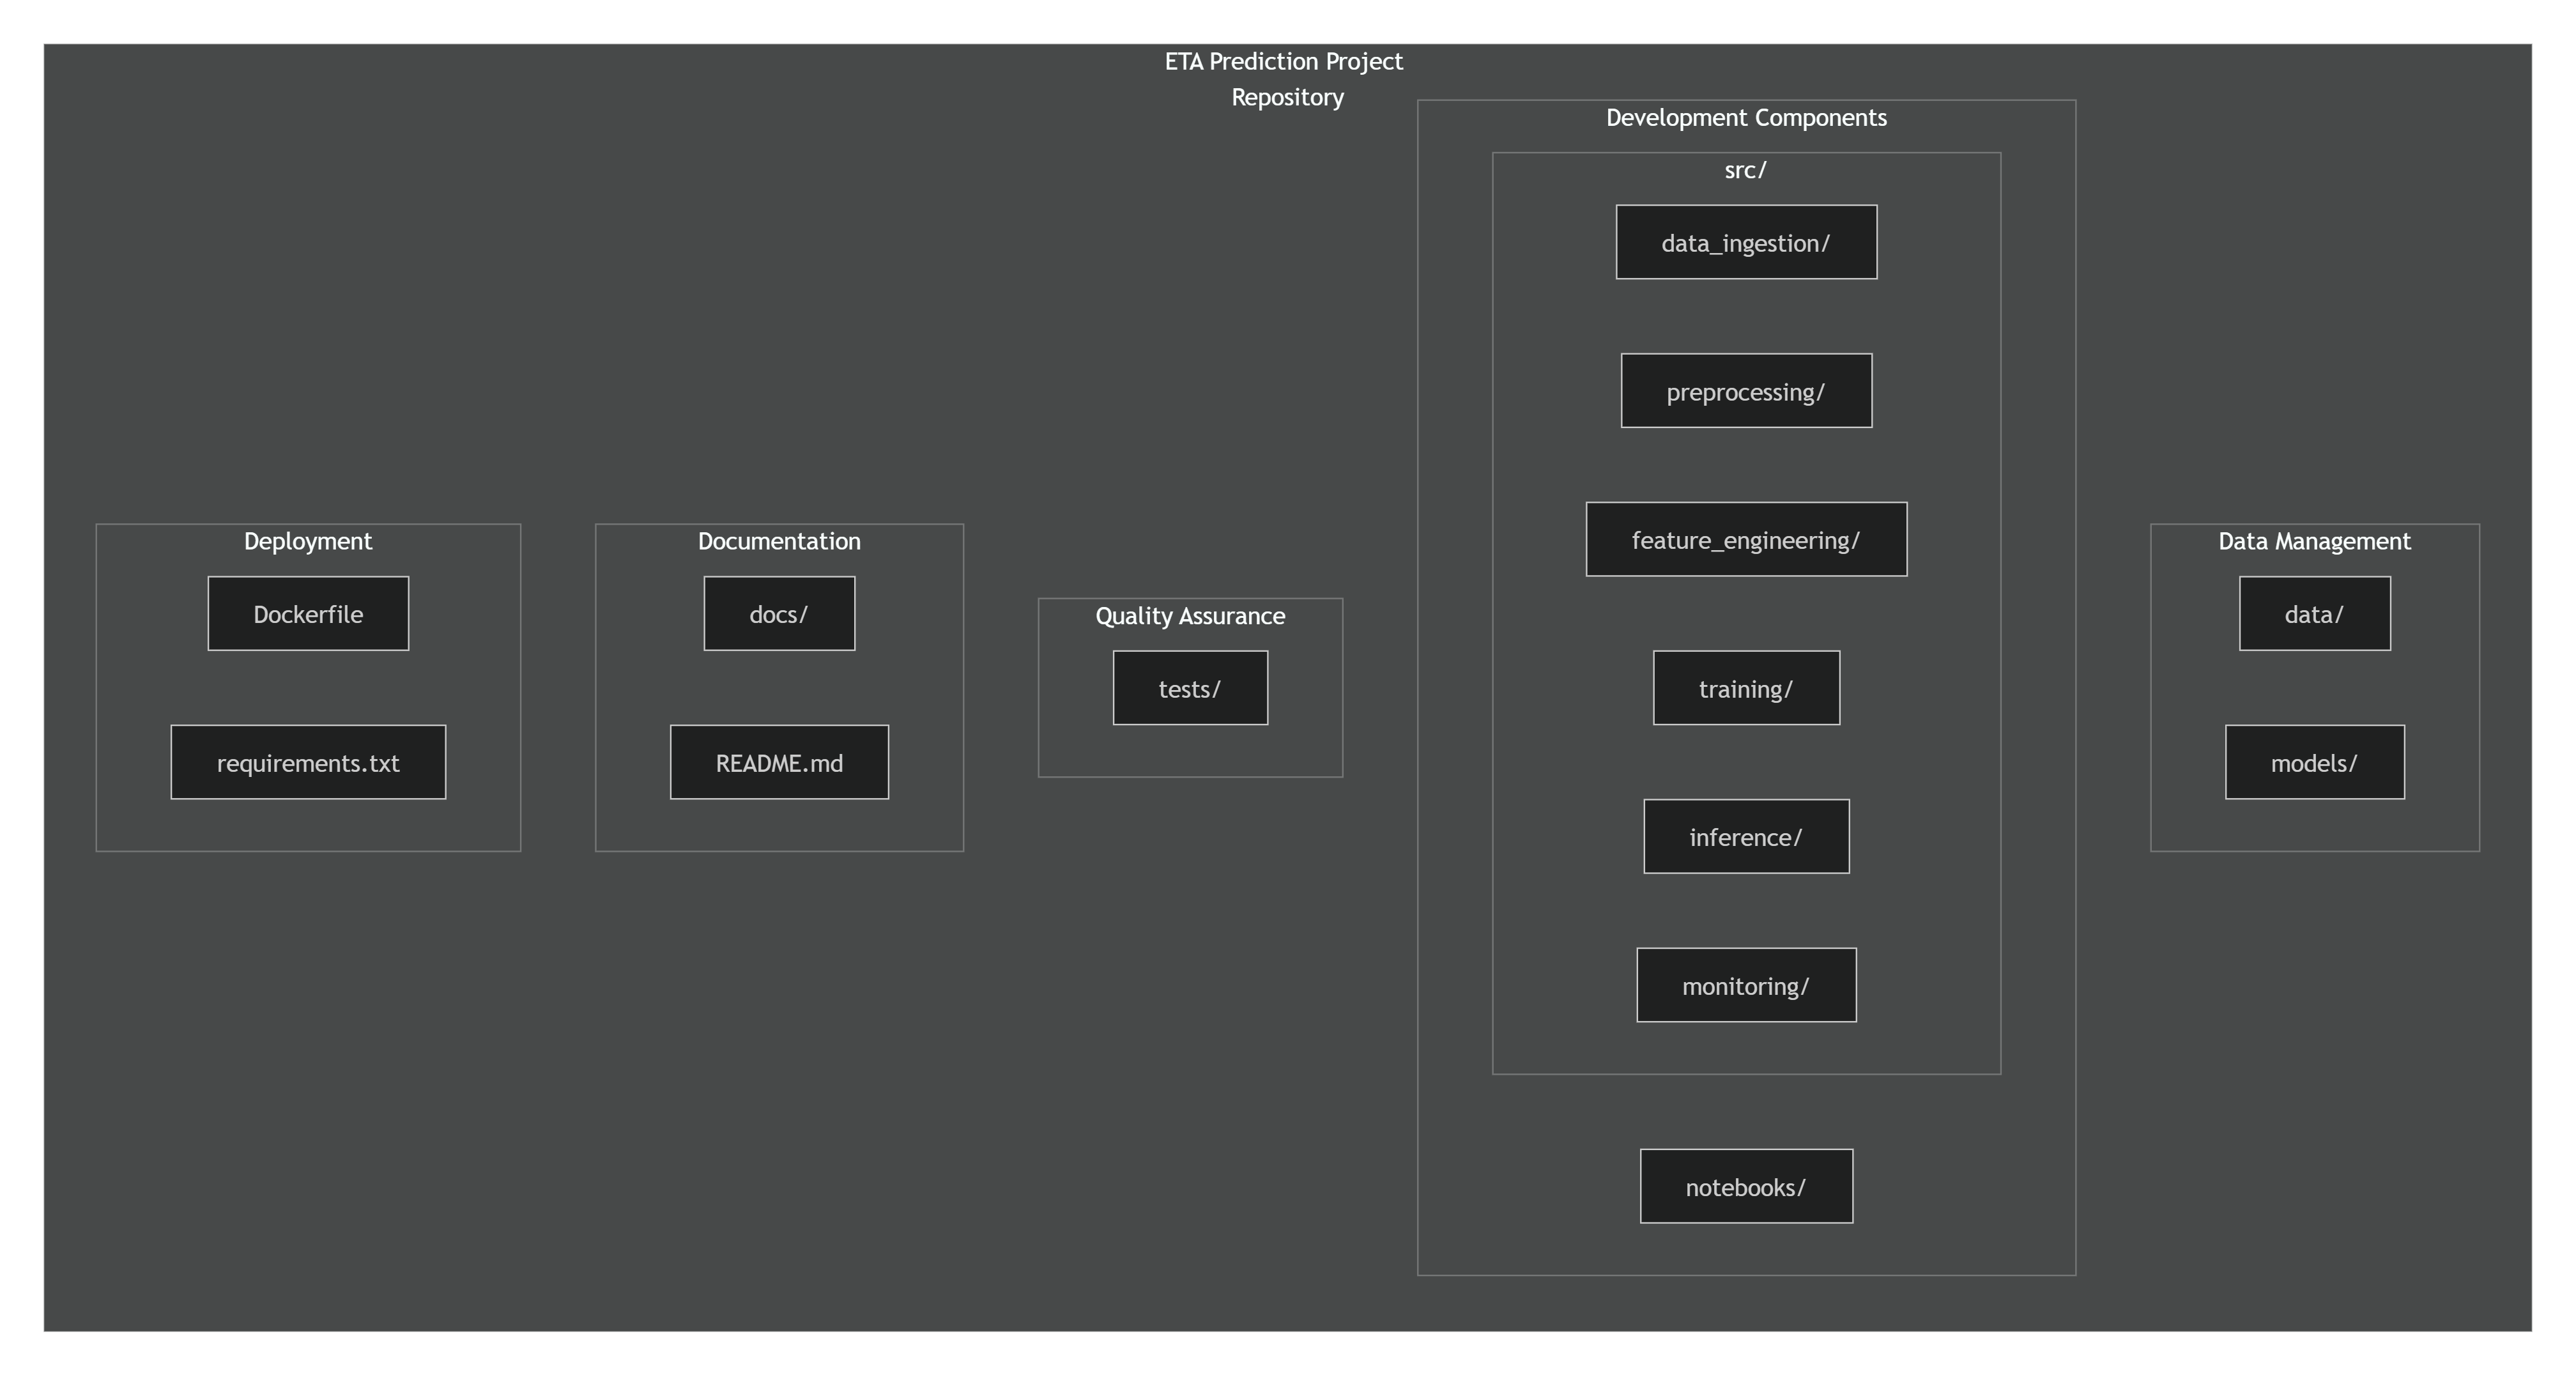 ETA Prediction Project
Repository
Deployment
Dockerfile
requirements.txt
Documentation
docs/
README.md
Quality Assurance
tests/
Development Components
src/
data_ingestion/
preprocessing/
feature_engineering/
training/
inference/
monitoring/
notebooks/
Data Management
data/
models/